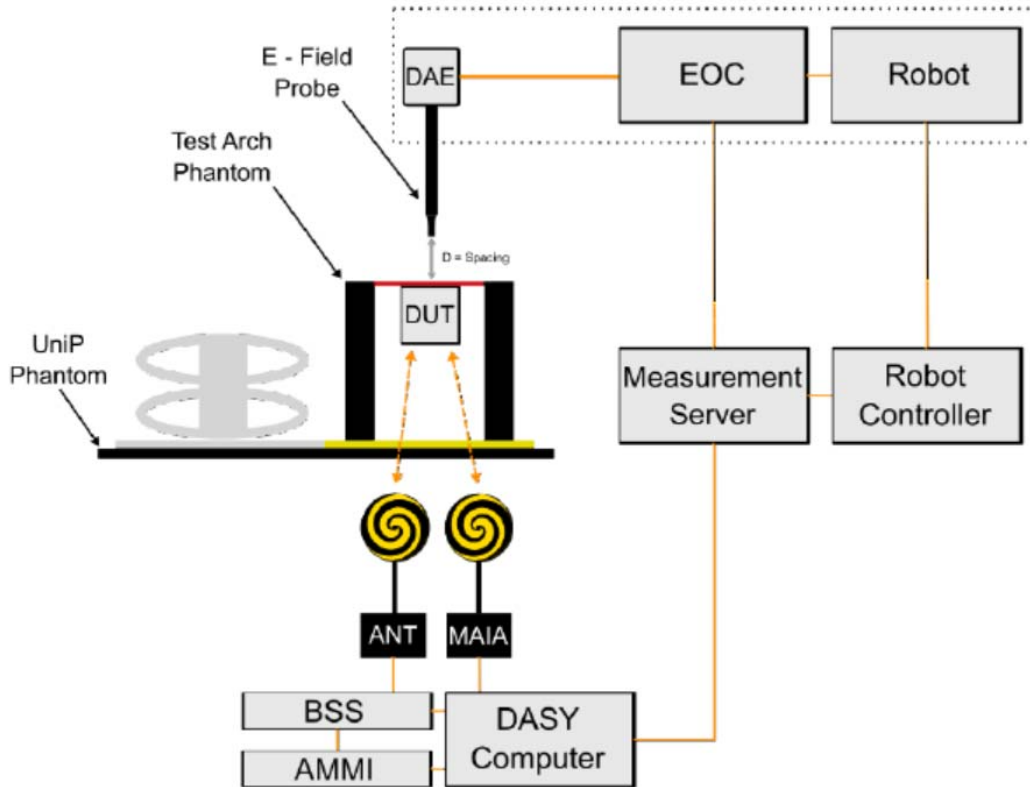 E - Field
Probe
DAE
EOC
Robot
Test Arch
Phantom
D = Spacing
DUT
UniP
Phantom
Measurement
Server
Robot
Controller
ANT
MAIA
BSS
DASY
Computer
AMMI